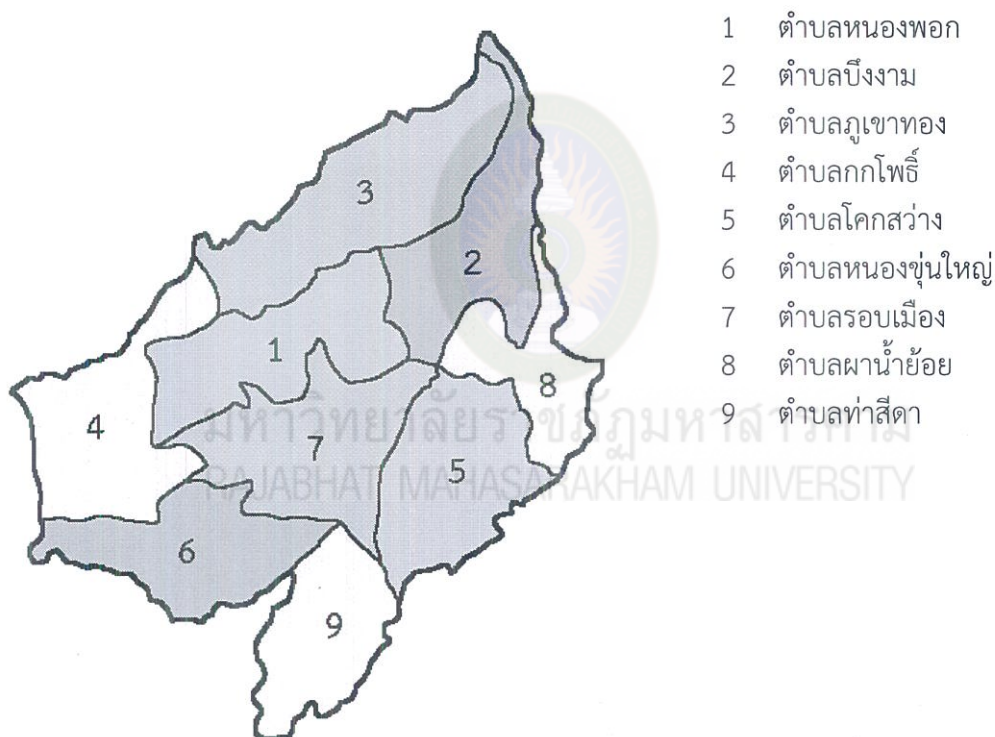 1 ตำบลหนองพอก
2 ตำบลบึงงาม
3 ตำบลภูเขาทอง
4 ตำบลกกโพธิ์
5 ตำบลโคกสว่าง
6 ตำบลหนองขุ่นใหญ่
7 ตำบลรอบเมือง
8 ตำบลผาน้ำย้อย
9 ตำบลท่าสีดา
3
2
1
8
4
7
5
6
9
มหาวิทยาลัยราชภัฏมหาสารคาม
RAJABHAT MAHASARAKHAM UNIVERSITY